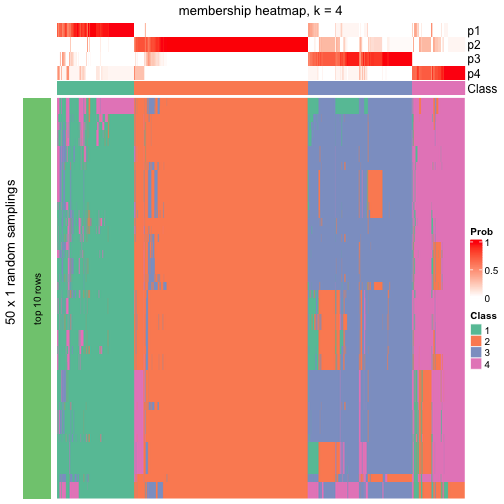 membership heatmap, k = 4
p1
p2
p3
p4
Class
50 x 1 random samplings
top 10 rows
Prob
1
0.5
0
Class
1
2
3
4